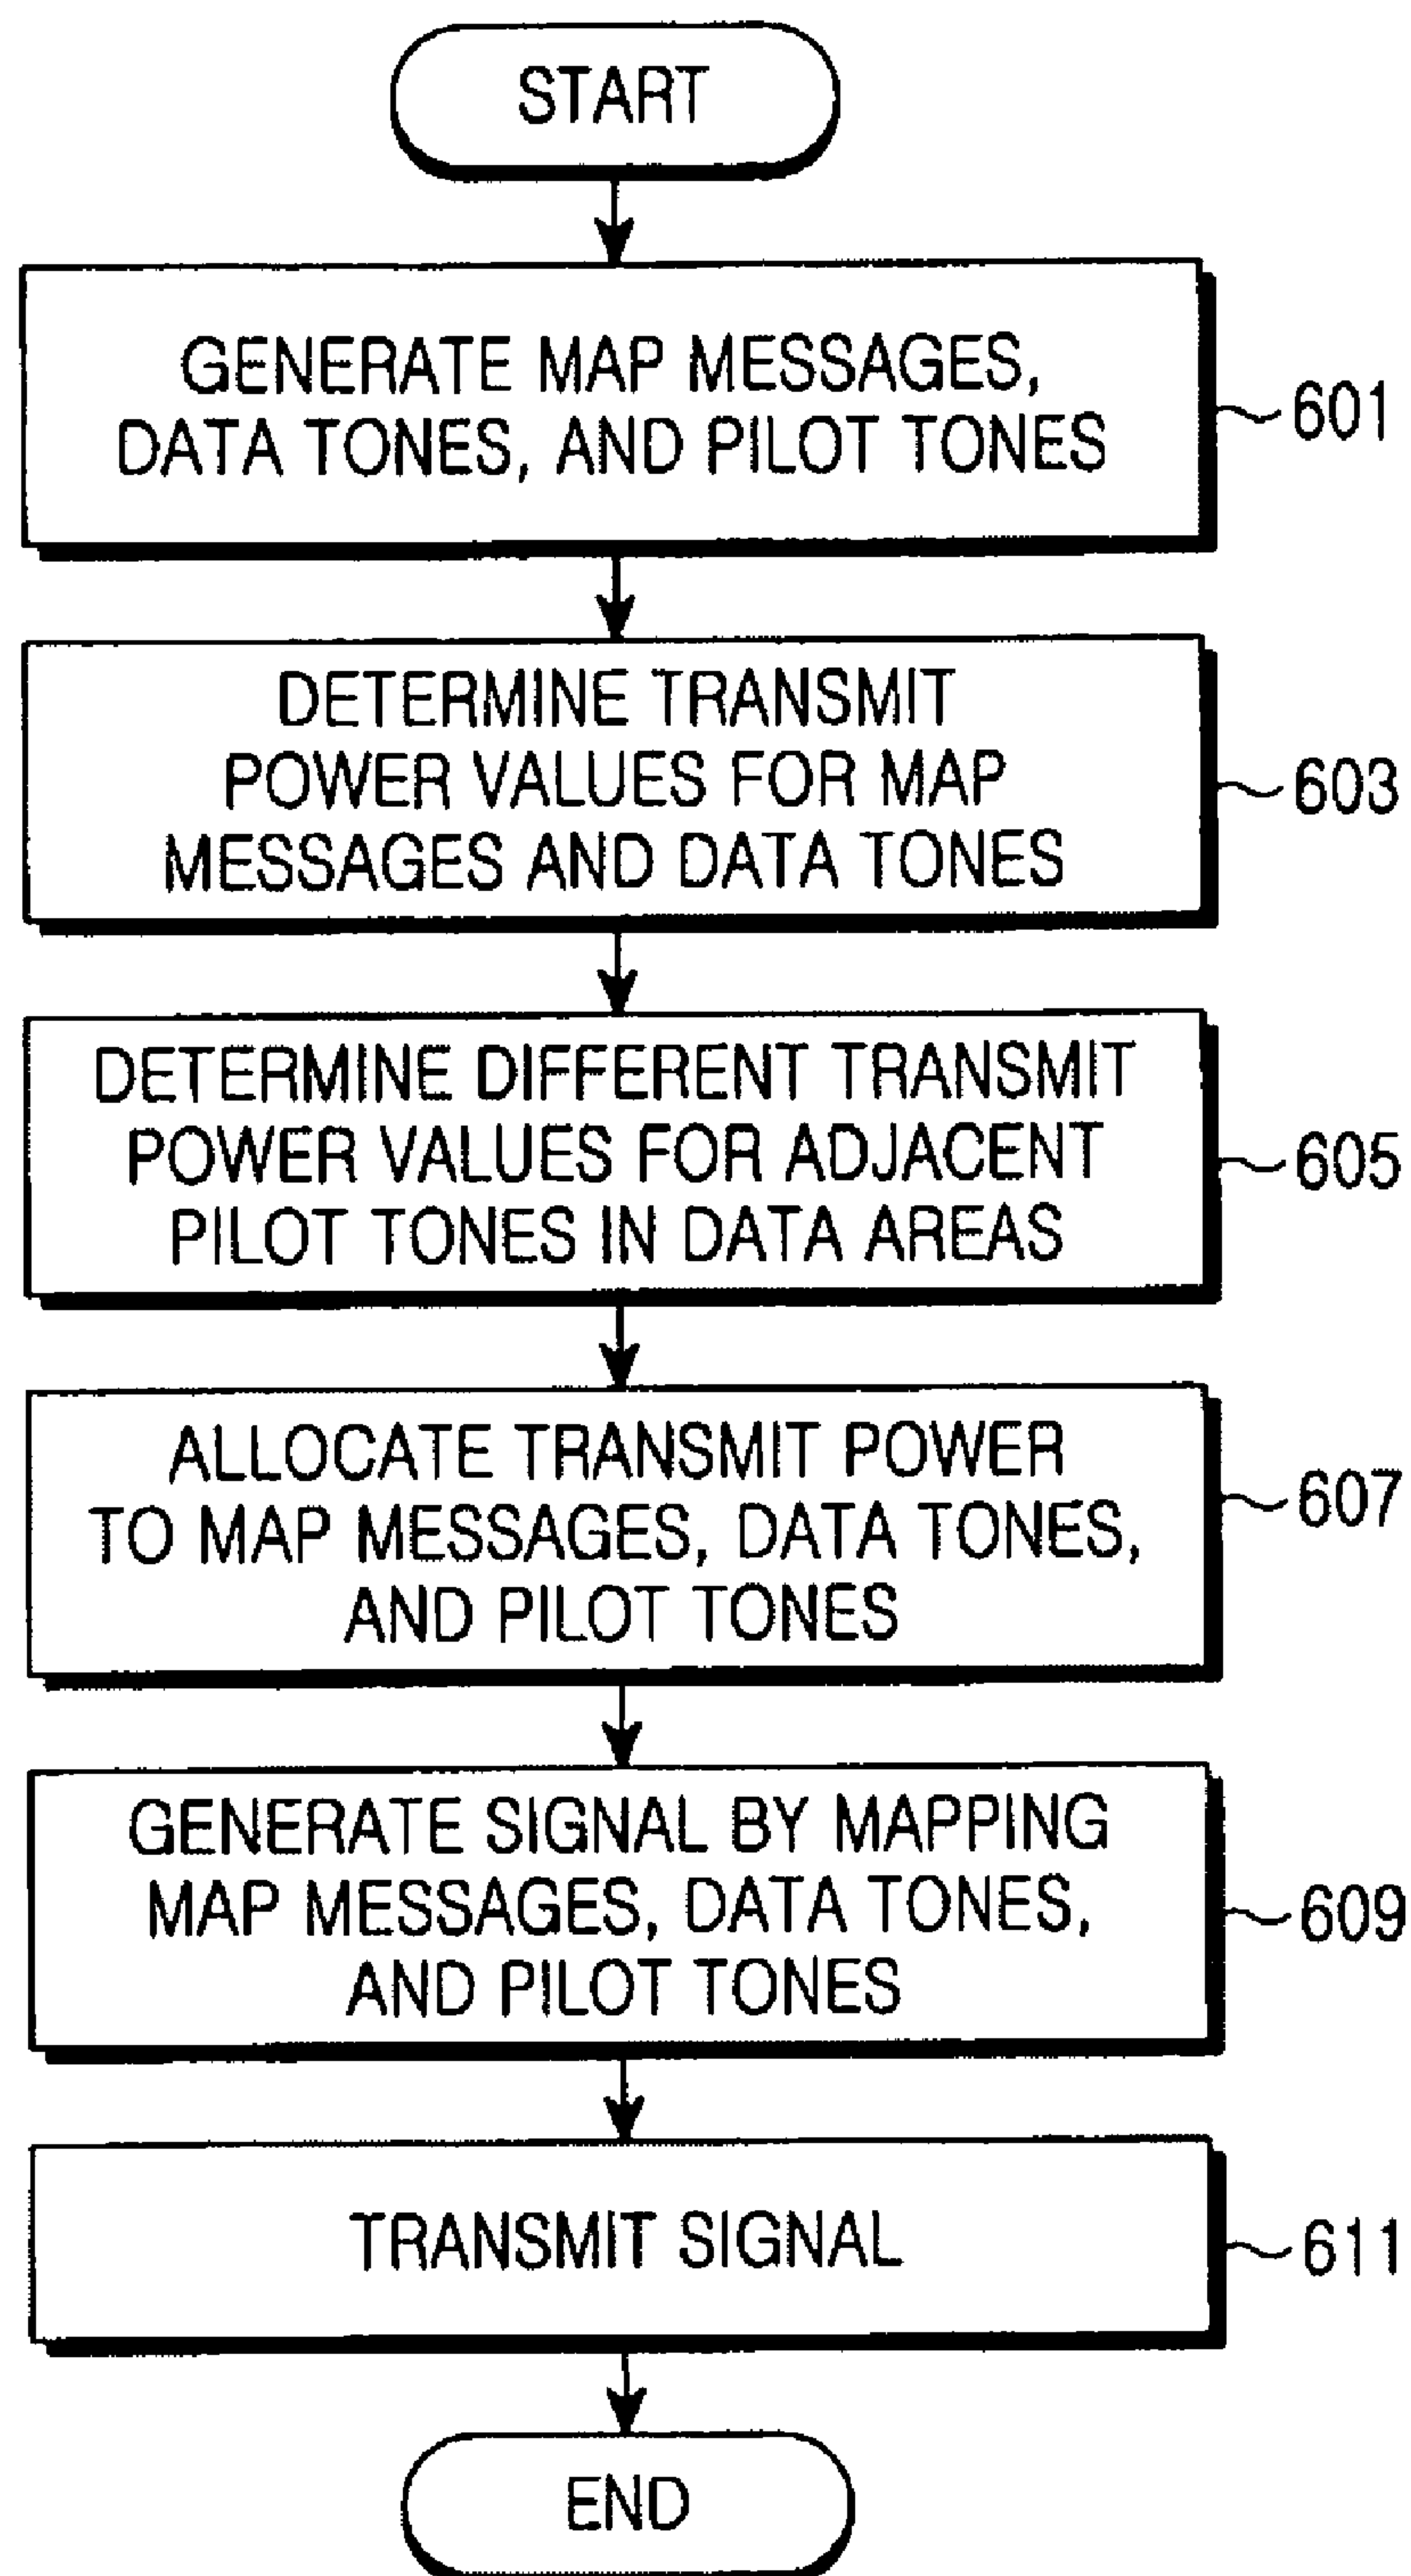 START
GENERATE MAP MESSAGES,
DATA TONES, AND PILOT TONES
601
DETERMINE TRANSMIT
POWER VALUES FOR MAP
MESSAGES AND DATA TONES
603
DETERMINE DIFFERENT TRANSMIT
POWER VALUES FOR ADJACENT
PILOT TONES IN DATA AREAS
605
ALLOCATE TRANSMIT POWER
TO MAP MESSAGES, DATA TONES,
AND PILOT TONES
607
GENERATE SIGNAL BY MAPPING
MAP MESSAGES, DATA TONES,
AND PILOT TONES
609
TRANSMIT SIGNAL
611
END